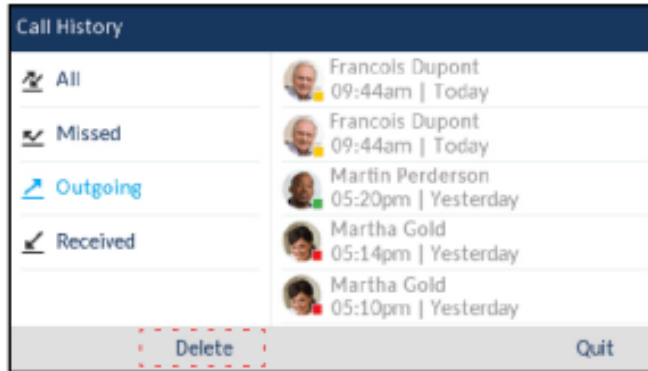 Call History
All
Missed
Outgoing
Received
Francois Dupont
09:44am | Today
Francois Dupont
09:44am | Today
Martin Perderson
05:20pm | Yesterday
Martha Gold
05:14pm | Yesterday
Martha Gold
05:10pm | Yesterday
Delete
Quit